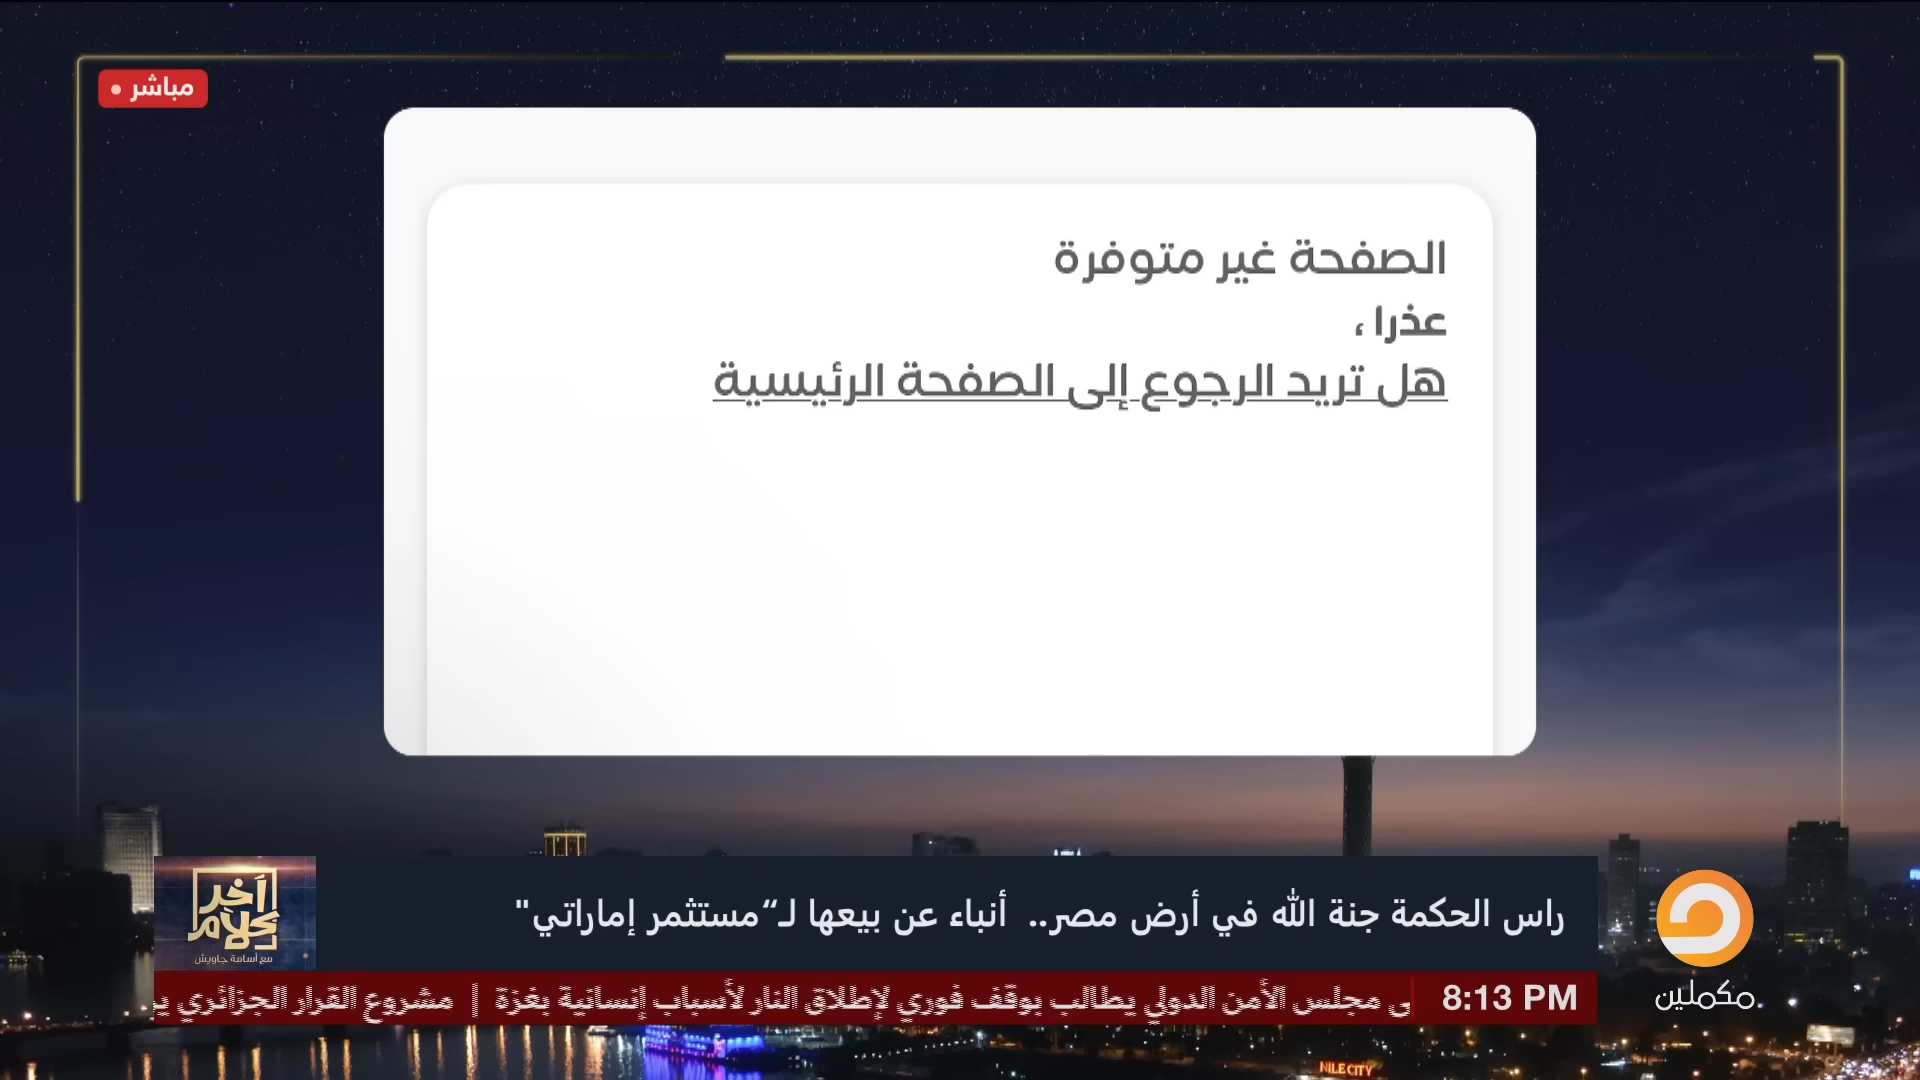 مباشر
الصفحة غير متوفرة
عذرا ،
هل تريد الرجوع إلى الصفحة الرئيسية
آخر
كلام
مع أسامة جاويش
راس الحكمة جنة الله في أرض مصر.. أنباء عن بيعها لـ“مستثمر إماراتي"
8:13 PM
مجلس الأمن الدولي يطالب بوقف فوري لإطلاق النار لأسباب إنسانية بغزة | مشروع القرار الجزائري
مكملين
NILE CITY